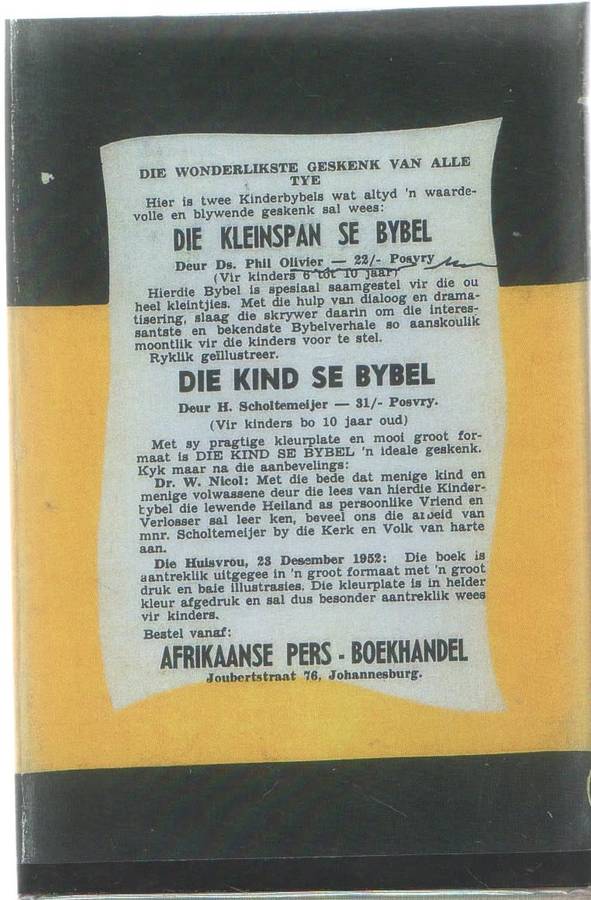 DIE WONDERLIKSTE GESKENK VAN ALLE
TYE
Hier is twee Kinderbybels wat altyd 'n waarde-
volle en blywende geskenk sal wees:
DIE KLEINSPAN SE BYBEL
Deur Ds. Phil Olivier — 22/- Posvry
(Vir kinders 6 tot 10 jaar)
Hierdie Bybel is spesiaal saamgestel vir die ou
heel kleintjies. Met die hulp van dialoog en drama-
tisering, slaag die skrywer daarin om die interes-
santste en bekendste Bybelverhale so aanskoulik
moontlik vir die kinders voor te stel.
Ryklik geïllustreer.
DIE KIND SE BYBEL
Deur H. Scholtemeijer — 31/- Posvry.
(Vir kinders bo 10 jaar oud)
Met sy pragtige kleurplate en mooi groot for-
maat is DIE KIND SE BYBEL 'n ideale geskenk.
Kyk maar na die aanbevelings:
Dr. W. Nicol: Met die bede dat menige kind en
menige volwassene deur die lees van hierdie Kinder-
bybel die lewende Heiland as persoonlike Vriend en
Verlosser sal leer ken, beveel ons die arbeid van
mnr. Scholtemeijer by die Kerk en Volk van harte
aan.
Die Huisvrou, 23 Desember 1952: Die boek is
aantreklik uitgegee in 'n groot formaat met 'n groot
druk en baie illustrasies. Die kleurplate is in helder
kleur afgedruk en sal dus besonder aantreklik wees
vir kinders.
Bestel vanaf:
AFRIKAANSE PERS - BOEKHANDEL
Joubertstraat 76, Johannesburg.